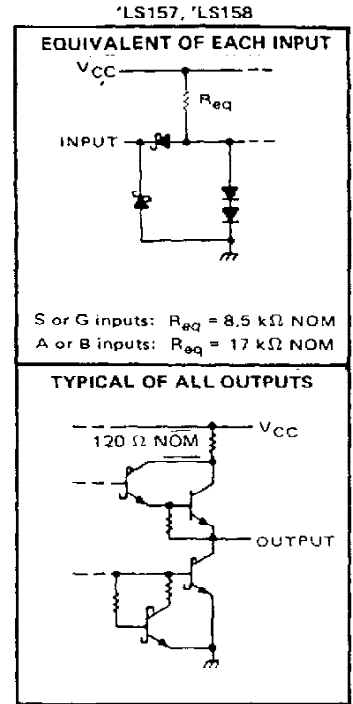 'LS157, 'LS158
EQUIVALENT OF EACH INPUT
VCC
Req
INPUT
S or G inputs: Req = 8.5 kΩ NOM
A or B inputs: Req = 17 kΩ NOM
TYPICAL OF ALL OUTPUTS
VCC
120 Ω NOM
OUTPUT